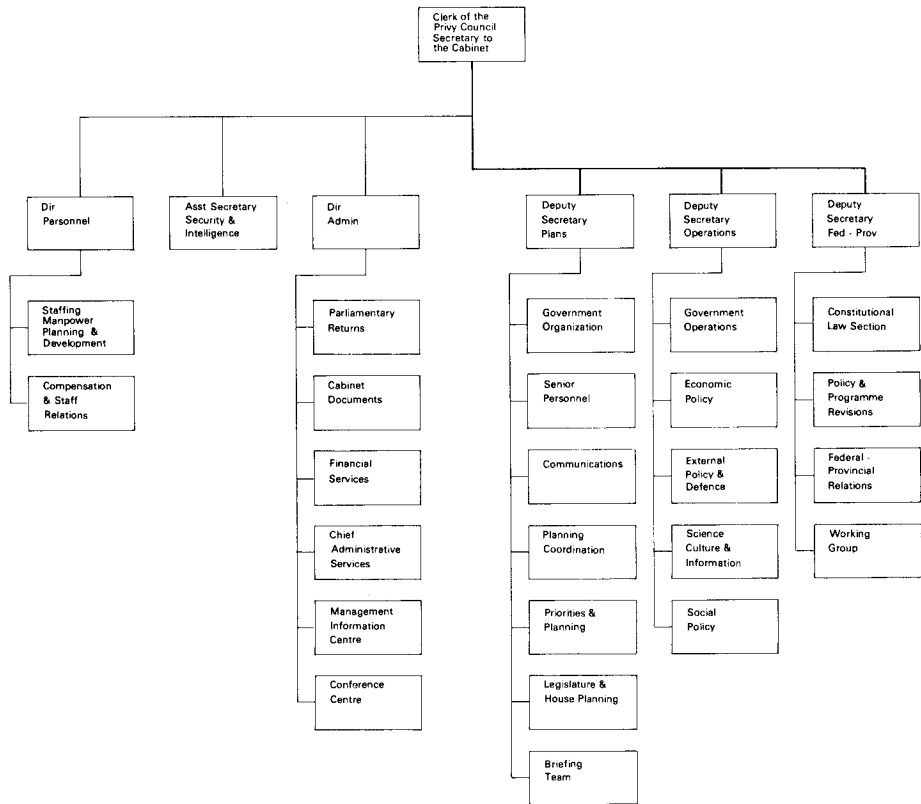 Clerk of the
Privy Council
Secretary to
the Cabinet
Dir
Personnel
Asst Secretary
Security &
Intelligence
Dir
Admin
Deputy
Secretary
Plans
Deputy
Secretary
Operations
Deputy
Secretary
Fed - Prov
Staffing
Manpower
Planning &
Development
Compensation
& Staff
Relations
Parliamentary
Returns
Cabinet
Documents
Financial
Services
Chief
Administrative
Services
Management
Information
Centre
Conference
Centre
Government
Organization
Senior
Personnel
Communications
Planning
Coordination
Priorities &
Planning
Legislature &
House Planning
Briefing
Team
Government
Operations
Economic
Policy
External
Policy &
Defence
Science
Culture &
Information
Social
Policy
Constitutional
Law Section
Policy &
Programme
Revisions
Federal -
Provincial
Relations
Working
Group